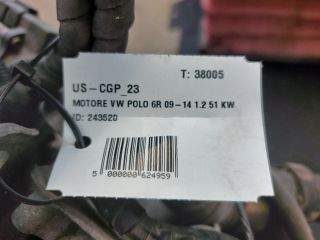 T: 38005
US-CGP_23
MOTORE VW POLO 6R 09-14 1.2 51 KW
ID: 243520
5 000000 624959